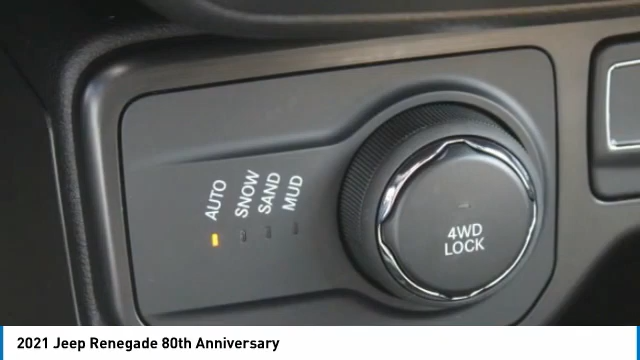 AUTO
SNOW
SAND
MUD
4WD
LOCK
2021 Jeep Renegade 80th Anniversary